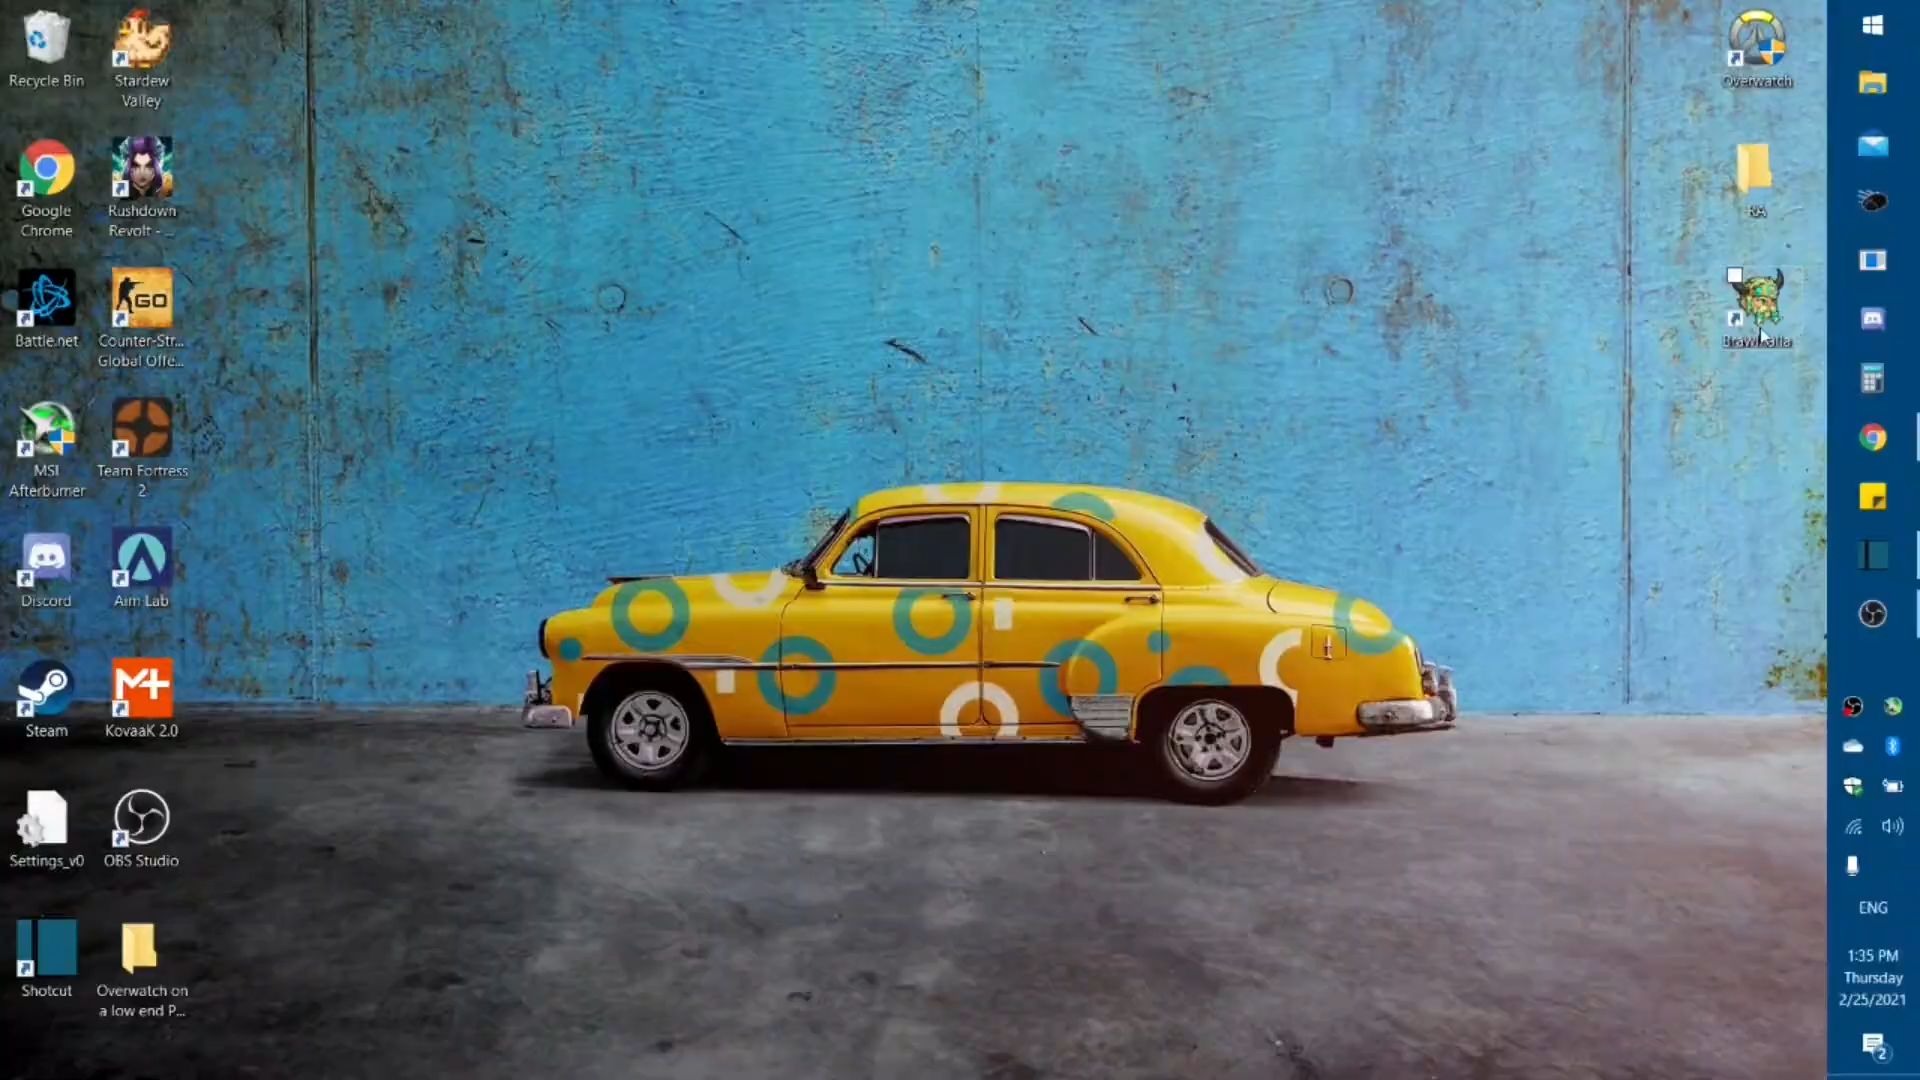 Recycle Bin
Stardew
Valley
Google
Chrome
Rushdown
Revolt - ...
Battle.net
GO
Counter-Str...
Global Offe...
MSI
Afterburner
Team Fortress
2
Discord
Aim Lab
Steam
KovaaK 2.0
Settings_v0
OBS Studio
Shotcut
Overwatch on
a low end P...
Overwatch
RA
Brawlhalla
ENG
1:35 PM
Thursday
2/25/2021
2